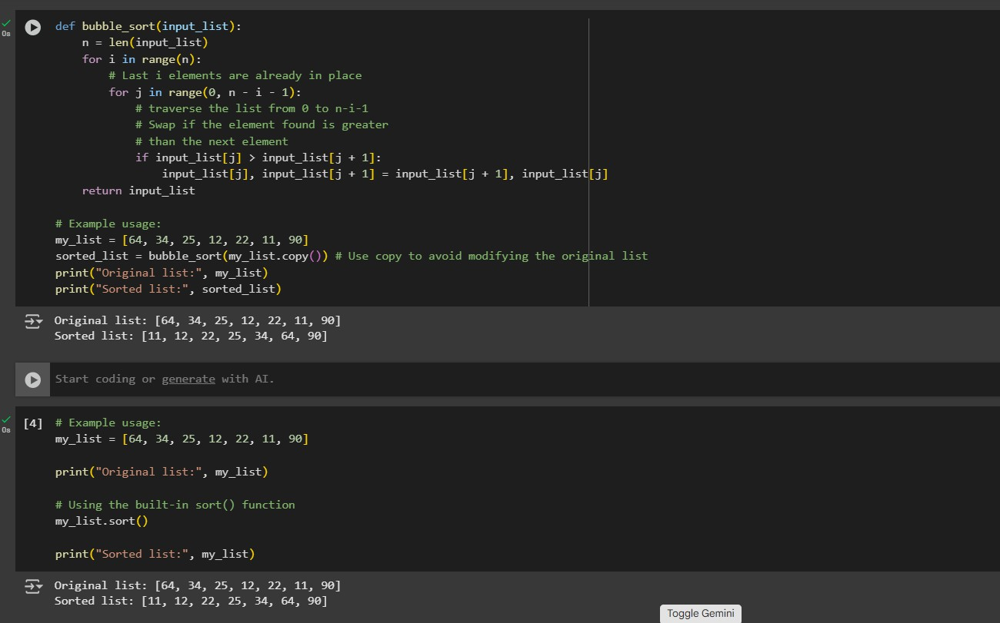 0s
def bubble_sort(input_list):
    n = len(input_list)
    for i in range(n):
        # Last i elements are already in place
        for j in range(0, n - i - 1):
            # traverse the list from 0 to n-i-1
            # Swap if the element found is greater
            # than the next element
            if input_list[j] > input_list[j + 1]:
                input_list[j], input_list[j + 1] = input_list[j + 1], input_list[j]
    return input_list
# Example usage:
my_list = [64, 34, 25, 12, 22, 11, 90]
sorted_list = bubble_sort(my_list.copy()) # Use copy to avoid modifying the original list
print("Original list:", my_list)
print("Sorted list:", sorted_list)
Original list: [64, 34, 25, 12, 22, 11, 90]
Sorted list: [11, 12, 22, 25, 34, 64, 90]
Start coding or generate with AI.
0s
[4] # Example usage:
my_list = [64, 34, 25, 12, 22, 11, 90]
print("Original list:", my_list)
# Using the built-in sort() function
my_list.sort()
print("Sorted list:", my_list)
Original list: [64, 34, 25, 12, 22, 11, 90]
Sorted list: [11, 12, 22, 25, 34, 64, 90]
Toggle Gemini